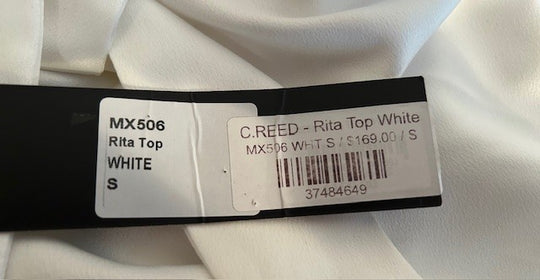 MX506
Rita Top
WHITE
S
C.REED - Rita Top White
MX506 WHT S / $169.00 / S
37484649